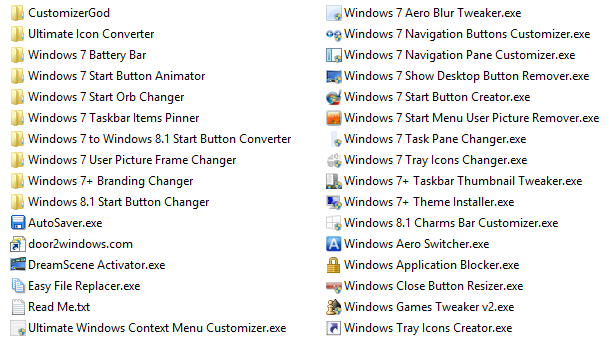 CustomizerGod
Ultimate Icon Converter
Windows 7 Battery Bar
Windows 7 Start Button Animator
Windows 7 Start Orb Changer
Windows 7 Taskbar Items Pinner
Windows 7 to Windows 8.1 Start Button Converter
Windows 7 User Picture Frame Changer
Windows 7+ Branding Changer
Windows 8.1 Start Button Changer
AutoSaver.exe
door2windows.com
DreamScene Activator.exe
Easy File Replacer.exe
Read Me.txt
Ultimate Windows Context Menu Customizer.exe
Windows 7 Aero Blur Tweaker.exe
Windows 7 Navigation Buttons Customizer.exe
Windows 7 Navigation Pane Customizer.exe
Windows 7 Show Desktop Button Remover.exe
Windows 7 Start Button Creator.exe
Windows 7 Start Menu User Picture Remover.exe
Windows 7 Task Pane Changer.exe
Windows 7 Tray Icons Changer.exe
Windows 7+ Taskbar Thumbnail Tweaker.exe
Windows 7+ Theme Installer.exe
Windows 8.1 Charms Bar Customizer.exe
Windows Aero Switcher.exe
Windows Application Blocker.exe
Windows Close Button Resizer.exe
Windows Games Tweaker v2.exe
Windows Tray Icons Creator.exe